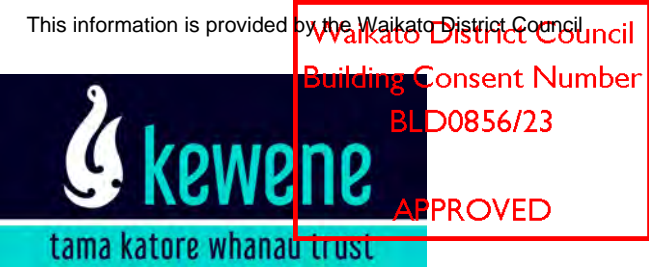 This information is provided by the Waikato District Council
Waikato District Council
Building Consent Number
BLD0856/23
APPROVED
kewene
tama katore whanau trust